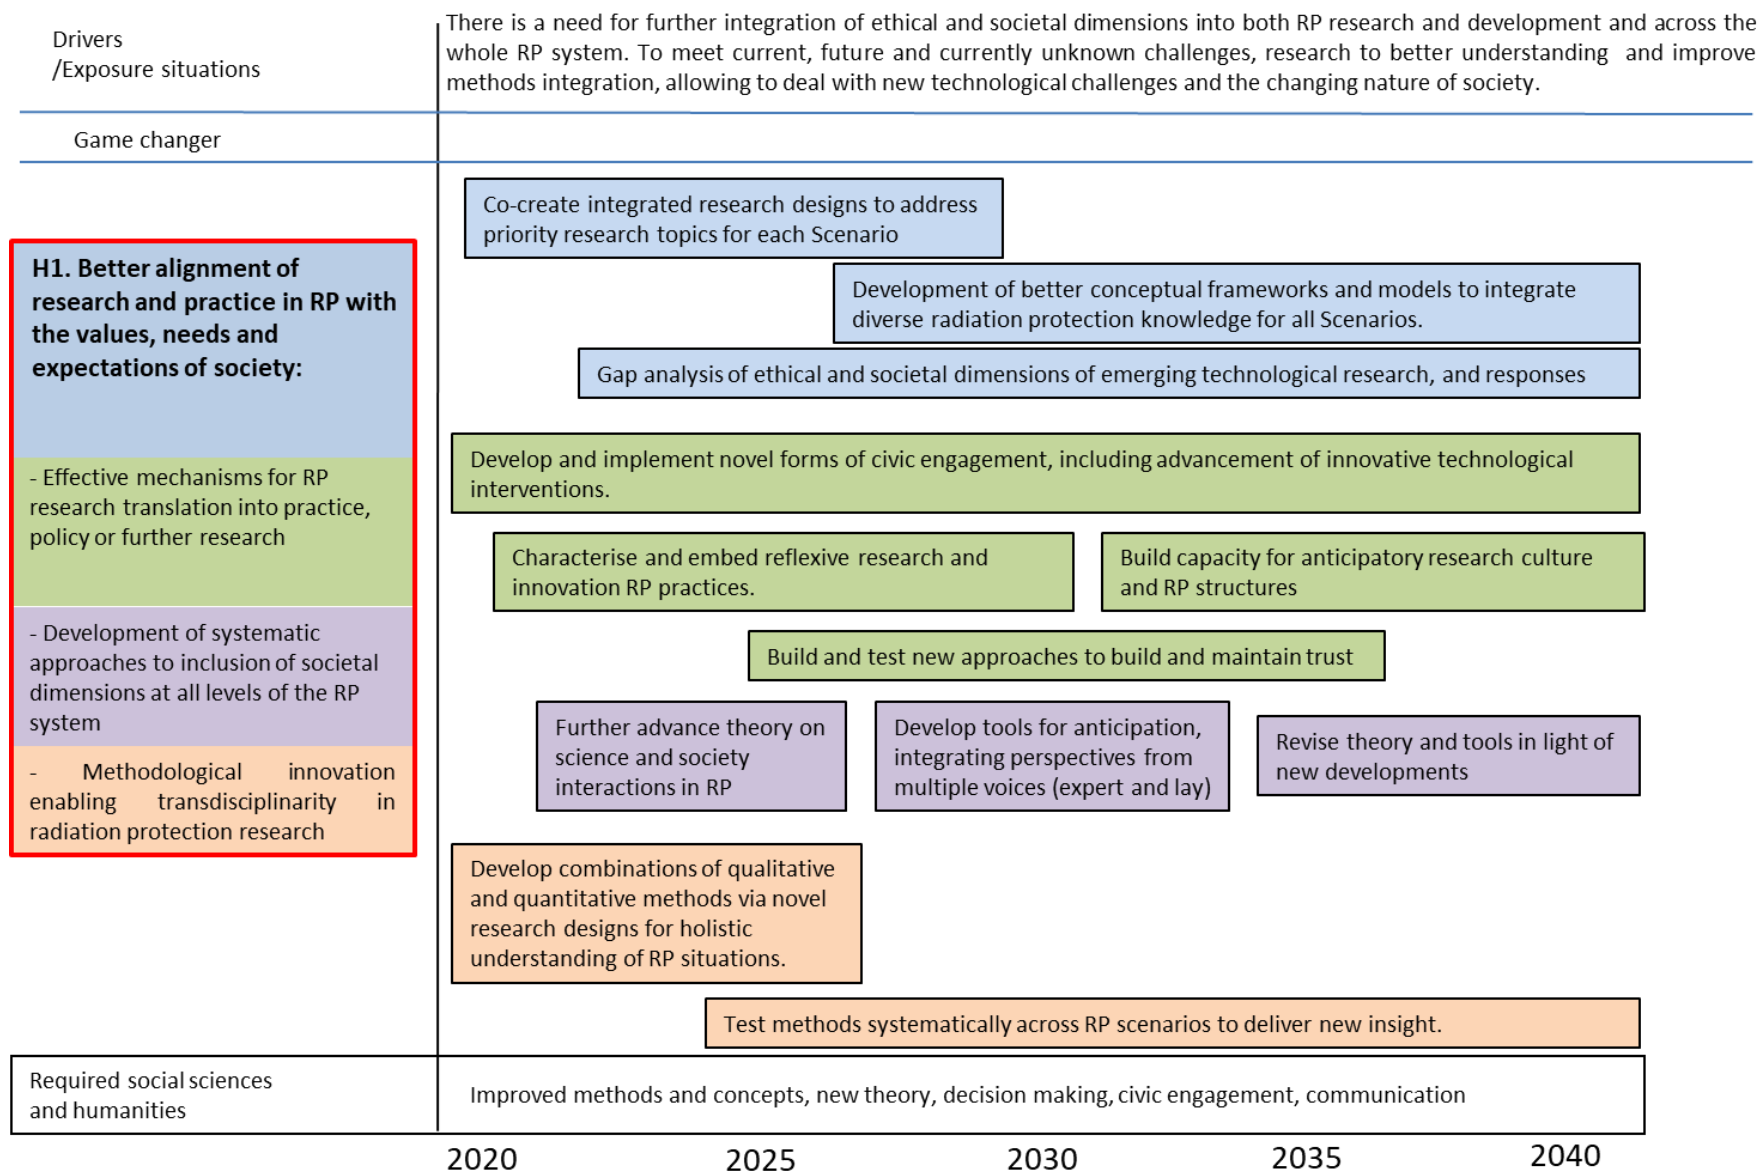 Drivers
/Exposure situations
There is a need for further integration of ethical and societal dimensions into both RP research and development and across the
whole RP system. To meet current, future and currently unknown challenges, research to better understanding and improve
methods integration, allowing to deal with new technological challenges and the changing nature of society.
Game changer
H1. Better alignment of
research and practice in RP with
the values, needs and
expectations of society:
- Effective mechanisms for RP
research translation into practice,
policy or further research
- Development of systematic
approaches to inclusion of societal
dimensions at all levels of the RP
system
- Methodological innovation
enabling transdisciplinarity in
radiation protection research
Co-create integrated research designs to address
priority research topics for each Scenario
Development of better conceptual frameworks and models to integrate
diverse radiation protection knowledge for all Scenarios.
Gap analysis of ethical and societal dimensions of emerging technological research, and responses
Develop and implement novel forms of civic engagement, including advancement of innovative technological
interventions.
Characterise and embed reflexive research and
innovation RP practices.
Build capacity for anticipatory research culture
and RP structures
Build and test new approaches to build and maintain trust
Further advance theory on
science and society
interactions in RP
Develop tools for anticipation,
integrating perspectives from
multiple voices (expert and lay)
Revise theory and tools in light of
new developments
Develop combinations of qualitative
and quantitative methods via novel
research designs for holistic
understanding of RP situations.
Test methods systematically across RP scenarios to deliver new insight.
Required social sciences
and humanities
Improved methods and concepts, new theory, decision making, civic engagement, communication
2020 2025 2030 2035 2040